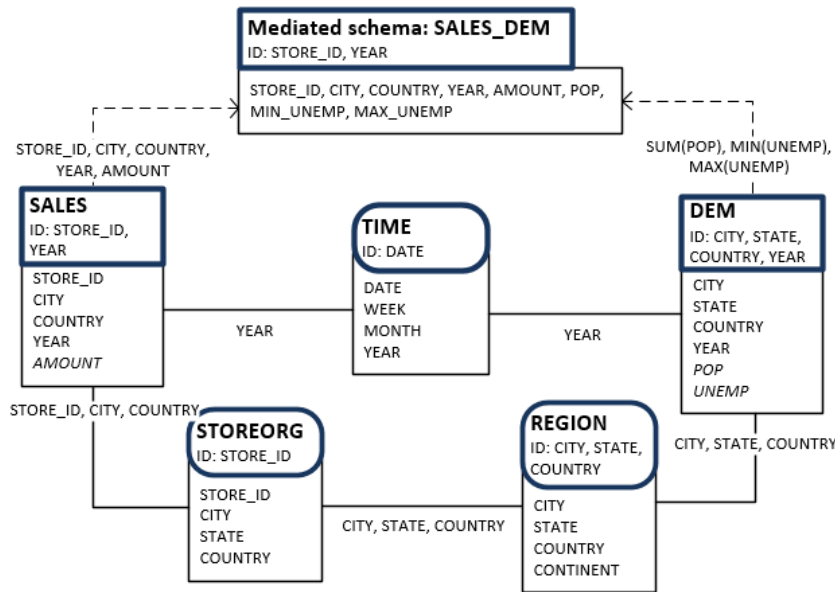 Mediated schema: SALES_DEM
ID: STORE_ID, YEAR
STORE_ID, CITY, COUNTRY, YEAR, AMOUNT, POP,
MIN_UNEMP, MAX_UNEMP
STORE_ID, CITY, COUNTRY,
YEAR, AMOUNT
SUM(POP), MIN(UNEMP),
MAX(UNEMP)
SALES
ID: STORE_ID,
YEAR
STORE_ID
CITY
COUNTRY
YEAR
AMOUNT
TIME
ID: DATE
DATE
WEEK
MONTH
YEAR
DEM
ID: CITY, STATE,
COUNTRY, YEAR
CITY
STATE
COUNTRY
YEAR
POP
UNEMP
YEAR
YEAR
STORE_ID, CITY, COUNTRY
STOREORG
ID: STORE_ID
STORE_ID
CITY
STATE
COUNTRY
CITY, STATE, COUNTRY
REGION
ID: CITY, STATE,
COUNTRY
CITY
STATE
COUNTRY
CONTINENT
CITY, STATE, COUNTRY